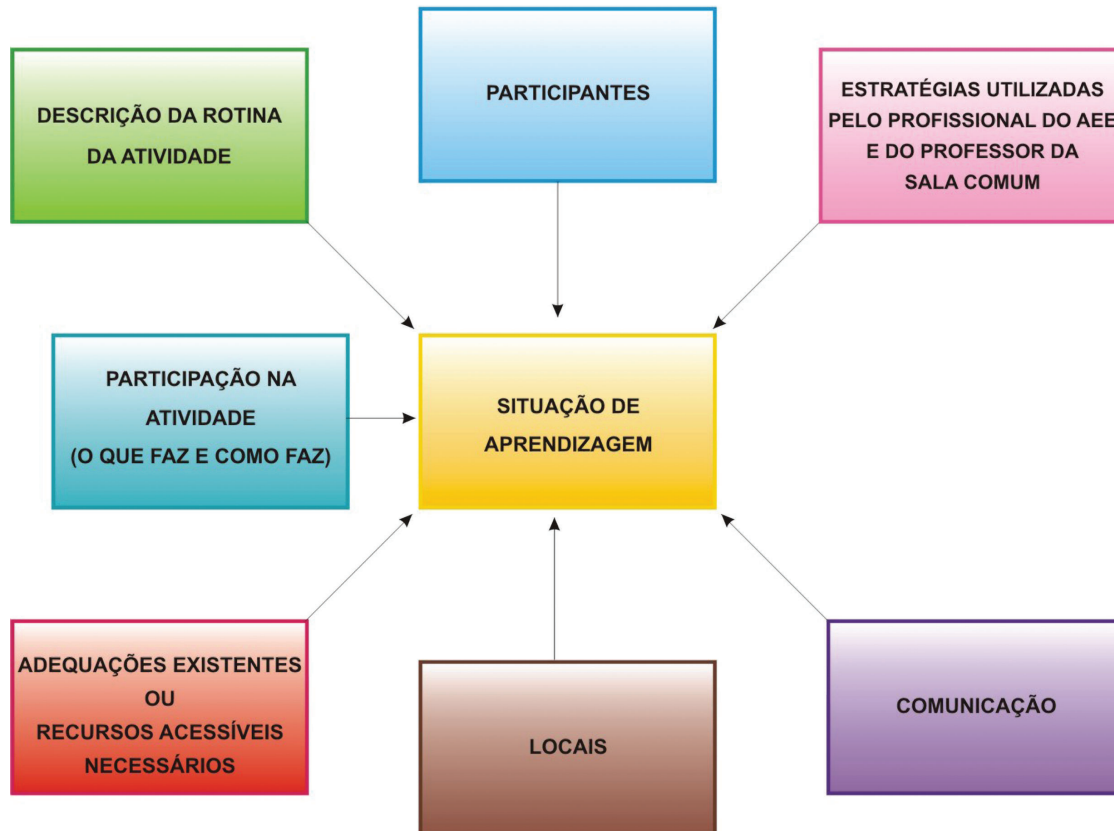 DESCRIÇÃO DA ROTINA
DA ATIVIDADE
PARTICIPANTES
ESTRATÉGIAS UTILIZADAS
PELO PROFISSIONAL DO AEE
E DO PROFESSOR DA
SALA COMUM
PARTICIPAÇÃO NA
ATIVIDADE
(O QUE FAZ E COMO FAZ)
SITUAÇÃO DE
APRENDIZAGEM
ADEQUAÇÕES EXISTENTES
OU
RECURSOS ACESSÍVEIS
NECESSÁRIOS
LOCAIS
COMUNICAÇÃO